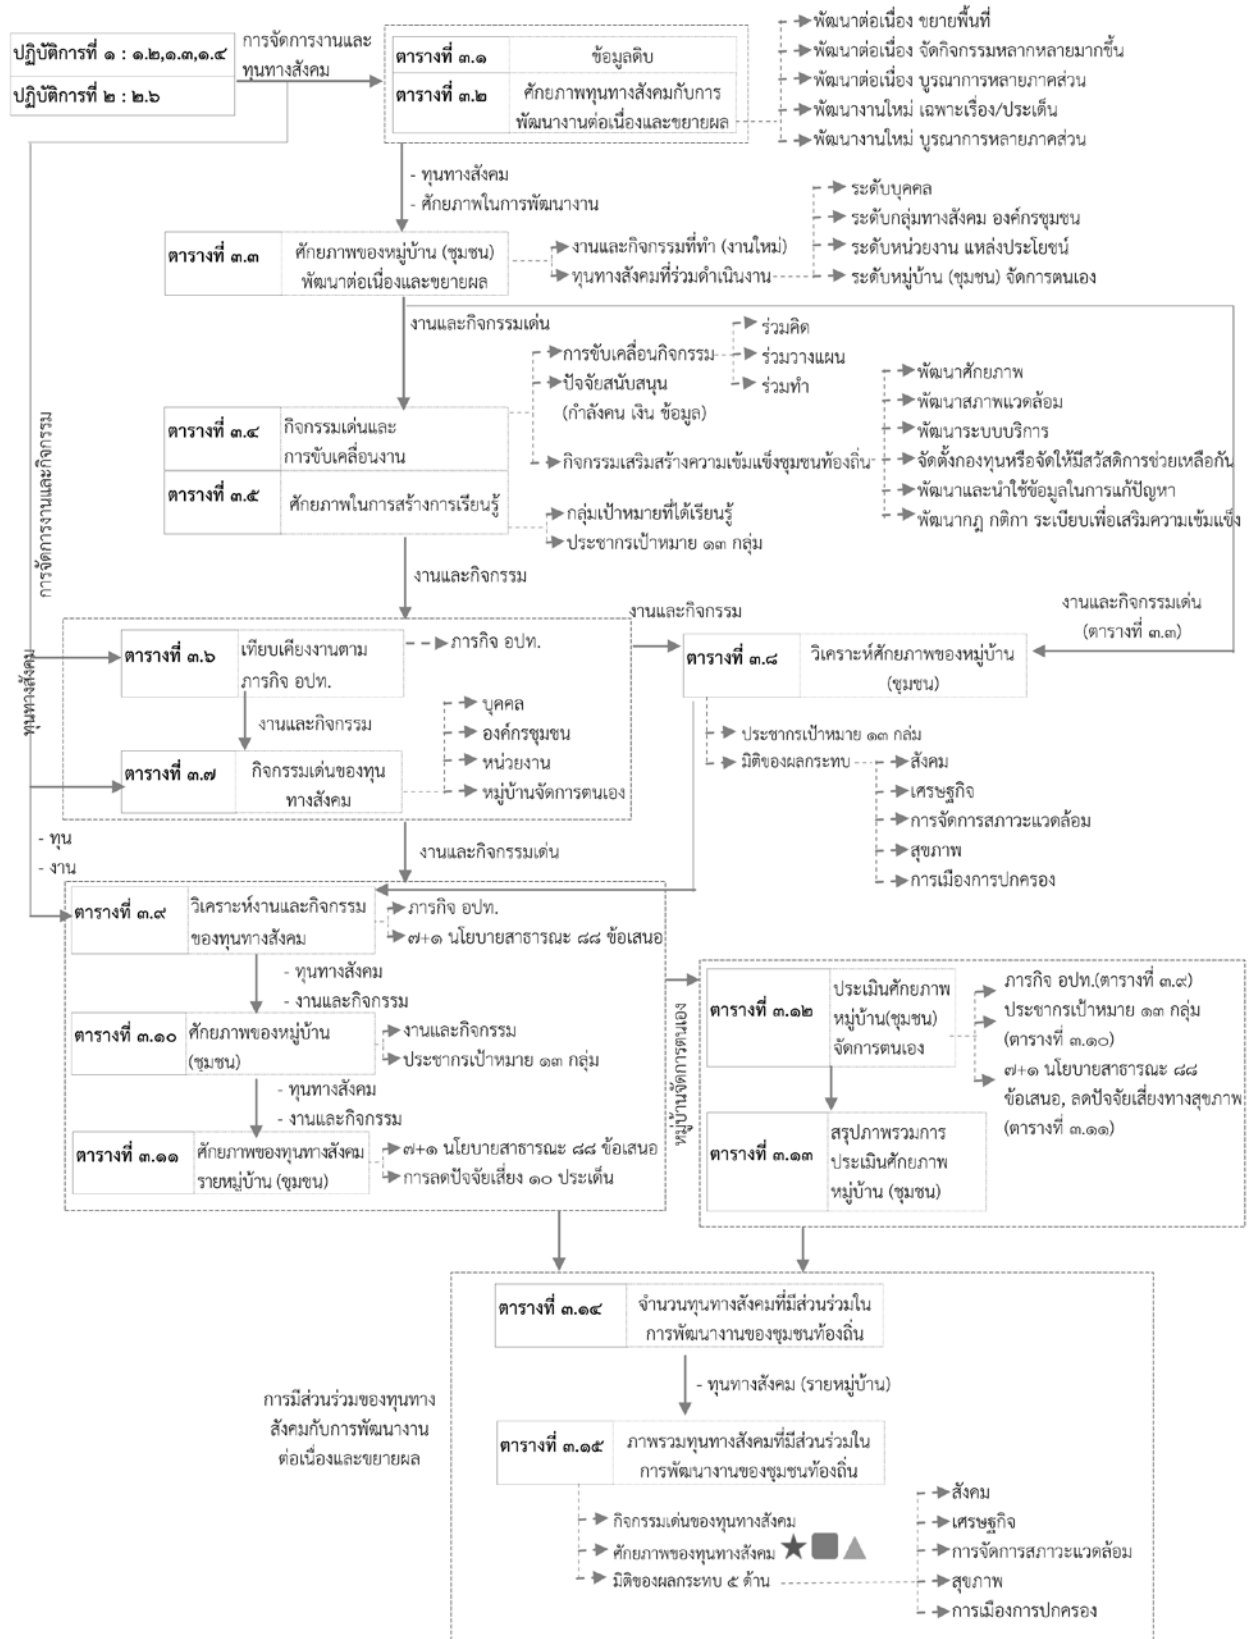 ปฏิบัติการที่ ๑ : ๑.๒,๑.๓,๑.๔
ปฏิบัติการที่ ๒ : ๒.๖
การจัดการงานและ
ทุนทางสังคม
ตารางที่ ๓.๑
ข้อมูลดิบ
ตารางที่ ๓.๒
ศักยภาพทุนทางสังคมกับการ
พัฒนางานต่อเนื่องและขยายผล
พัฒนาต่อเนื่อง ขยายพื้นที่
พัฒนาต่อเนื่อง จัดกิจกรรมหลากหลายมากขึ้น
พัฒนาต่อเนื่อง บูรณาการหลายภาคส่วน
พัฒนางานใหม่ เฉพาะเรื่อง/ประเด็น
พัฒนางานใหม่ บูรณาการหลายภาคส่วน
- ทุนทางสังคม
- ศักยภาพในการพัฒนางาน
ตารางที่ ๓.๓
ศักยภาพของหมู่บ้าน (ชุมชน)
พัฒนาต่อเนื่องและขยายผล
งานและกิจกรรมที่ทำ (งานใหม่)
ทุนทางสังคมที่ร่วมดำเนินงาน
ระดับบุคคล
ระดับกลุ่มทางสังคม องค์กรชุมชน
ระดับหน่วยงาน แหล่งประโยชน์
ระดับหมู่บ้าน (ชุมชน) จัดการตนเอง
งานและกิจกรรมเด่น
ตารางที่ ๓.๔
กิจกรรมเด่นและ
การขับเคลื่อนงาน
ตารางที่ ๓.๕
ศักยภาพในการสร้างการเรียนรู้
การขับเคลื่อนกิจกรรม
ปัจจัยสนับสนุน
(กำลังคน เงิน ข้อมูล)
กิจกรรมเสริมสร้างความเข้มแข็งชุมชนท้องถิ่น
ร่วมคิด
ร่วมวางแผน
ร่วมทำ
พัฒนาศักยภาพ
พัฒนาสภาพแวดล้อม
พัฒนาระบบบริการ
จัดตั้งกองทุนหรือจัดให้มีสวัสดิการช่วยเหลือกัน
พัฒนาและนำใช้ข้อมูลในการแก้ปัญหา
พัฒนากฎ กติกา ระเบียบเพื่อเสริมความเข้มแข็ง
กลุ่มเป้าหมายที่ได้เรียนรู้
ประชากรเป้าหมาย ๑๓ กลุ่ม
การจัดการงานและกิจกรรม
ทุนทางสังคม
งานและกิจกรรม
งานและกิจกรรม
งานและกิจกรรมเด่น
(ตารางที่ ๓.๓)
ตารางที่ ๓.๖
เทียบเคียงงานตาม
ภารกิจ อปท.
ภารกิจ อปท.
งานและกิจกรรม
ตารางที่ ๓.๗
กิจกรรมเด่นของทุน
ทางสังคม
บุคคล
องค์กรชุมชน
หน่วยงาน
หมู่บ้านจัดการตนเอง
ตารางที่ ๓.๘
วิเคราะห์ศักยภาพของหมู่บ้าน
(ชุมชน)
ประชากรเป้าหมาย ๑๓ กลุ่ม
มิติของผลกระทบ
สังคม
เศรษฐกิจ
การจัดการสภาวะแวดล้อม
สุขภาพ
การเมืองการปกครอง
- ทุน
- งาน
งานและกิจกรรมเด่น
ตารางที่ ๓.๙
วิเคราะห์งานและกิจกรรม
ของทุนทางสังคม
ภารกิจ อปท.
๗+๑ นโยบายสาธารณะ ๘๘ ข้อเสนอ
- ทุนทางสังคม
- งานและกิจกรรม
ตารางที่ ๓.๑๐
ศักยภาพของหมู่บ้าน
(ชุมชน)
งานและกิจกรรม
ประชากรเป้าหมาย ๑๓ กลุ่ม
- ทุนทางสังคม
- งานและกิจกรรม
ตารางที่ ๓.๑๑
ศักยภาพของทุนทางสังคม
รายหมู่บ้าน (ชุมชน)
๗+๑ นโยบายสาธารณะ ๘๘ ข้อเสนอ
การลดปัจจัยเสี่ยง ๑๐ ประเด็น
หมู่บ้านจัดการตนเอง
ตารางที่ ๓.๑๒
ประเมินศักยภาพ
หมู่บ้าน(ชุมชน)
จัดการตนเอง
ภารกิจ อปท.(ตารางที่ ๓.๙)
ประชากรเป้าหมาย ๑๓ กลุ่ม
(ตารางที่ ๓.๑๐)
๗+๑ นโยบายสาธารณะ ๘๘
ข้อเสนอ, ลดปัจจัยเสี่ยงทางสุขภาพ
(ตารางที่ ๓.๑๑)
ตารางที่ ๓.๑๓
สรุปภาพรวมการ
ประเมินศักยภาพ
หมู่บ้าน (ชุมชน)
การมีส่วนร่วมของทุนทาง
สังคมกับการพัฒนางาน
ต่อเนื่องและขยายผล
ตารางที่ ๓.๑๔
จำนวนทุนทางสังคมที่มีส่วนร่วมใน
การพัฒนางานของชุมชนท้องถิ่น
- ทุนทางสังคม (รายหมู่บ้าน)
ตารางที่ ๓.๑๕
ภาพรวมทุนทางสังคมที่มีส่วนร่วมใน
การพัฒนางานของชุมชนท้องถิ่น
กิจกรรมเด่นของทุนทางสังคม
ศักยภาพของทุนทางสังคม
มิติของผลกระทบ ๕ ด้าน
สังคม
เศรษฐกิจ
การจัดการสภาวะแวดล้อม
สุขภาพ
การเมืองการปกครอง